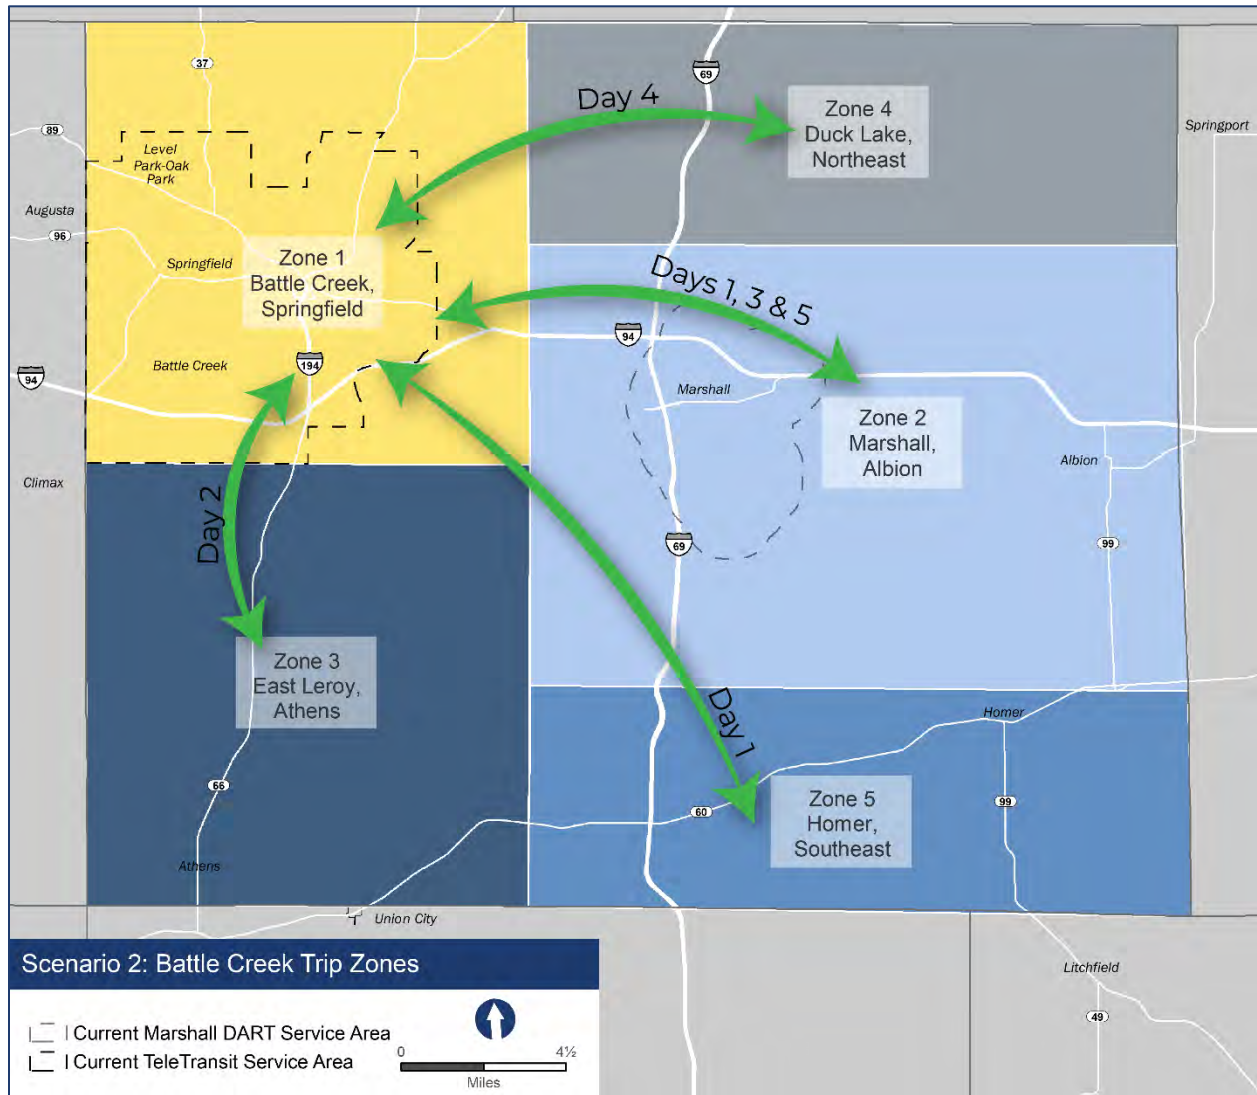 37
69
Day 4
Zone 4
Duck Lake,
Northeast
Springport
89
Level
Park-Oak
Park
Augusta
96
Springfield
Zone 1
Battle Creek,
Springfield
Days 1, 3 & 5
94
Battle Creek
194
94
Marshall
Zone 2
Marshall,
Albion
Albion
Climax
Day 2
69
99
Zone 3
East Leroy,
Athens
Day 1
Homer
66
60
Zone 5
Homer,
Southeast
99
Athens
Union City
Scenario 2: Battle Creek Trip Zones
Current Marshall DART Service Area
Current TeleTransit Service Area
0 4½
Miles
Litchfield
49